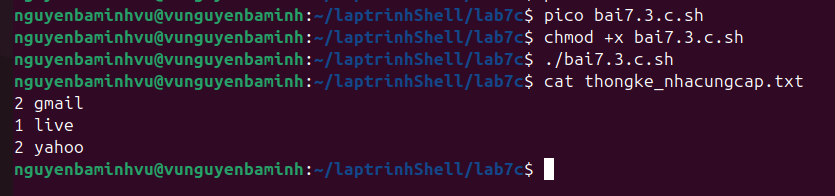 nguyenbaminhvu@vunguyenbaminh:~/laptrinhShell/lab7c$ pico bai7.3.c.sh
nguyenbaminhvu@vunguyenbaminh:~/laptrinhShell/lab7c$ chmod +x bai7.3.c.sh
nguyenbaminhvu@vunguyenbaminh:~/laptrinhShell/lab7c$ ./bai7.3.c.sh
nguyenbaminhvu@vunguyenbaminh:~/laptrinhShell/lab7c$ cat thongke_nhacungcap.txt
2 gmail
1 live
2 yahoo
nguyenbaminhvu@vunguyenbaminh:~/laptrinhShell/lab7c$